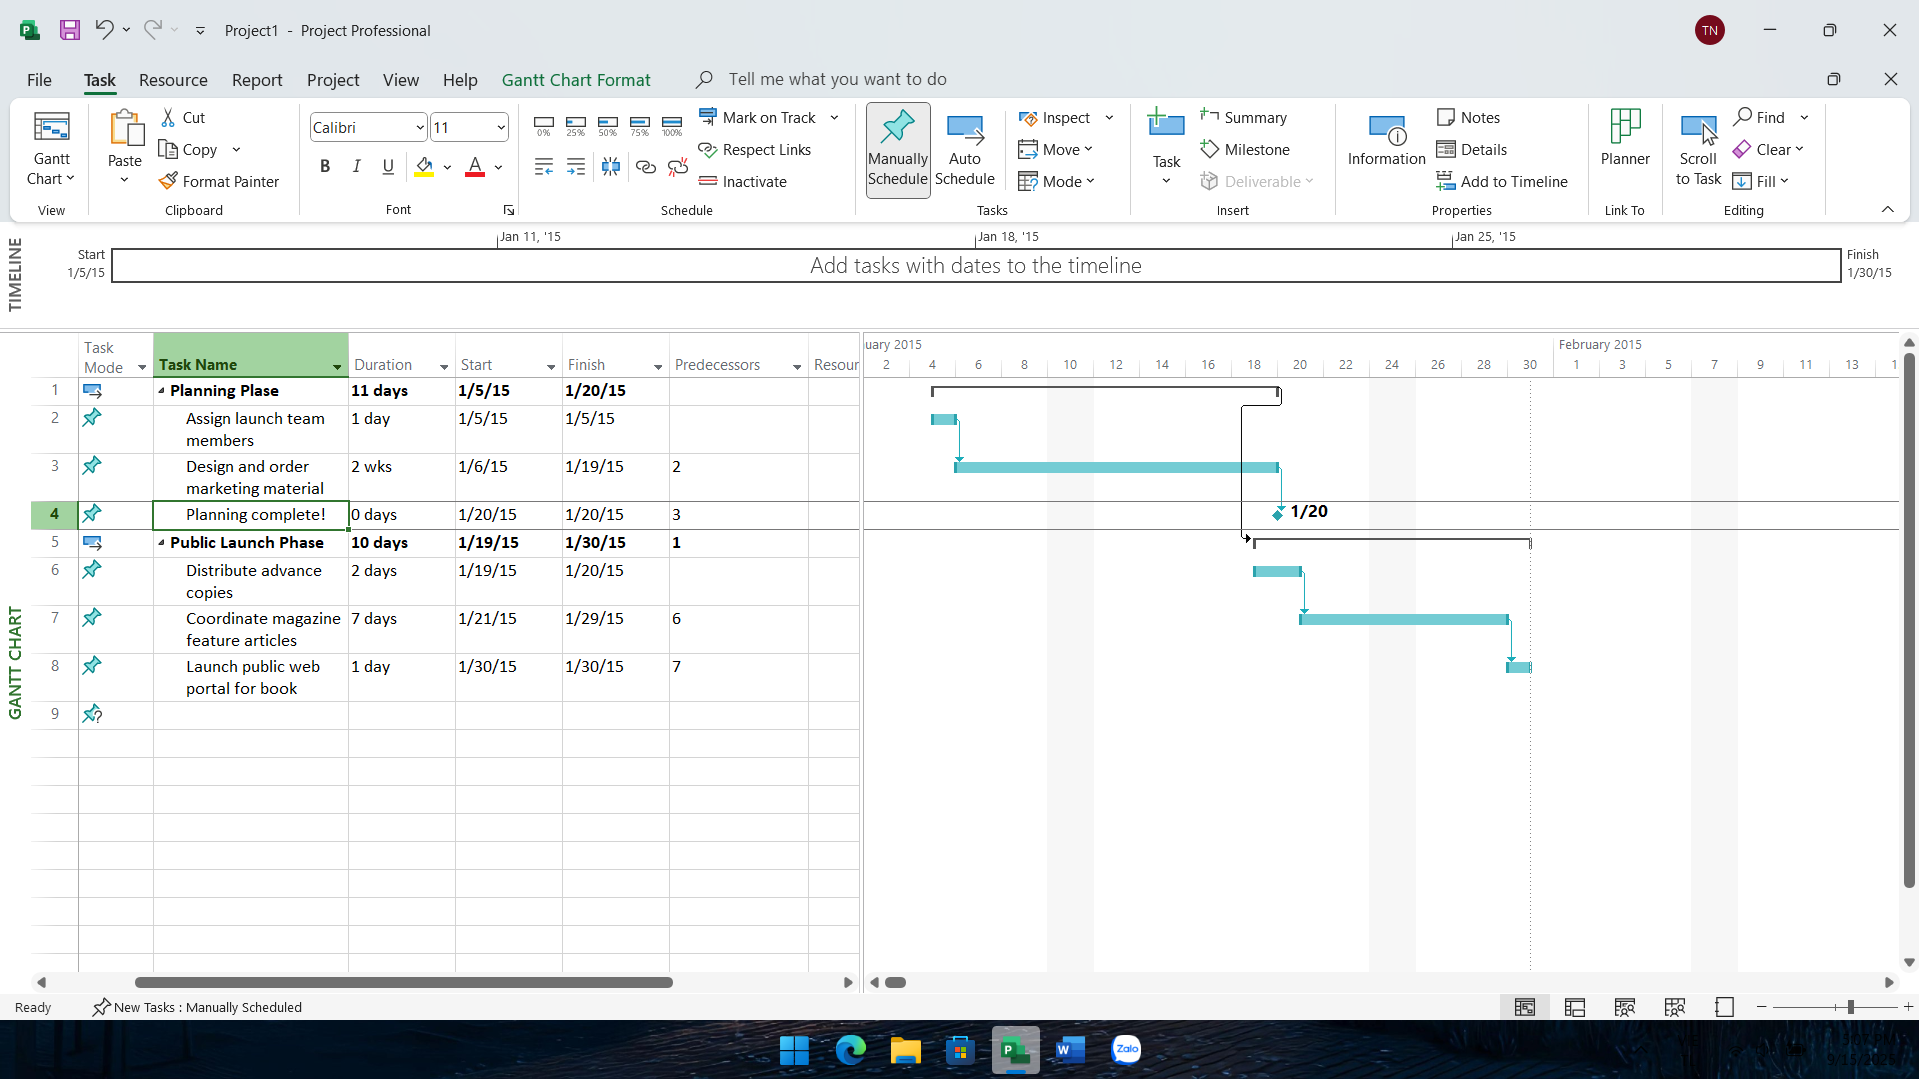 Project1 - Project Professional
TN
File Task Resource Report Project View Help Gantt Chart Format Tell me what you want to do
Gantt Chart
View
Paste
Cut
Copy
Format Painter
Clipboard
Calibri 11
B I U A
Font
0% 25% 50% 75% 100%
Mark on Track
Respect Links
Inactivate
Schedule
Manually Schedule
Auto Schedule
Inspect
Move
Mode
Tasks
Task
Summary
Milestone
Deliverable
Insert
Information
Notes
Details
Add to Timeline
Properties
Planner
Link To
Scroll to Task
Find
Clear
Fill
Editing
TIMELINE
Jan 11, '15 Jan 18, '15 Jan 25, '15
Start
1/5/15
Add tasks with dates to the timeline
Finish
1/30/15
GANTT CHART
Task Mode Task Name Duration Start Finish Predecessors Resour
1 Planning Plase 11 days 1/5/15 1/20/15
2 Assign launch team members 1 day 1/5/15 1/5/15
3 Design and order marketing material 2 wks 1/6/15 1/19/15 2
4 Planning complete! 0 days 1/20/15 1/20/15 3
5 Public Launch Phase 10 days 1/19/15 1/30/15 1
6 Distribute advance copies 2 days 1/19/15 1/20/15
7 Coordinate magazine feature articles 7 days 1/21/15 1/29/15 6
8 Launch public web portal for book 1 day 1/30/15 1/30/15 7
9
uary 2015 February 2015
2 4 6 8 10 12 14 16 18 20 22 24 26 28 30 1 3 5 7 9 11 13 1
1/20
Ready New Tasks : Manually Scheduled
Zalo